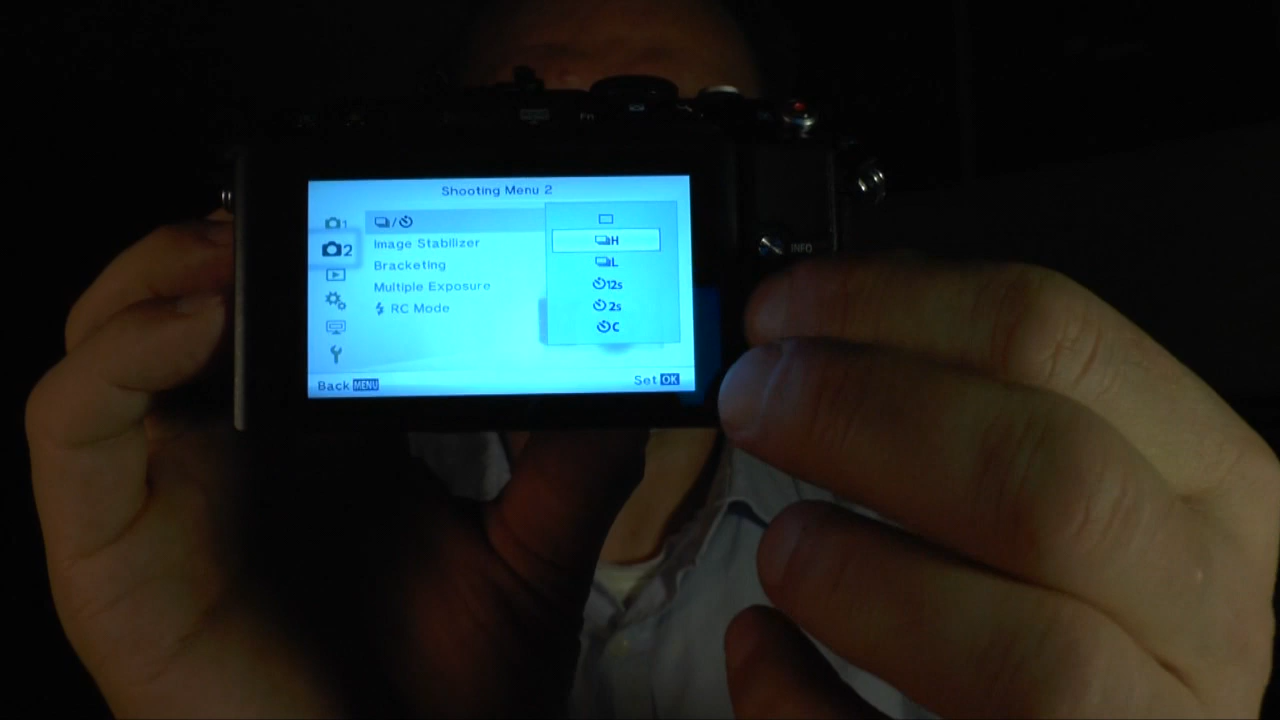 Fn
INFO
Shooting Menu 2
1
2
/
Image Stabilizer
Bracketing
Multiple Exposure
RC Mode
H
L
12s
2s
C
Back MENU
Set OK